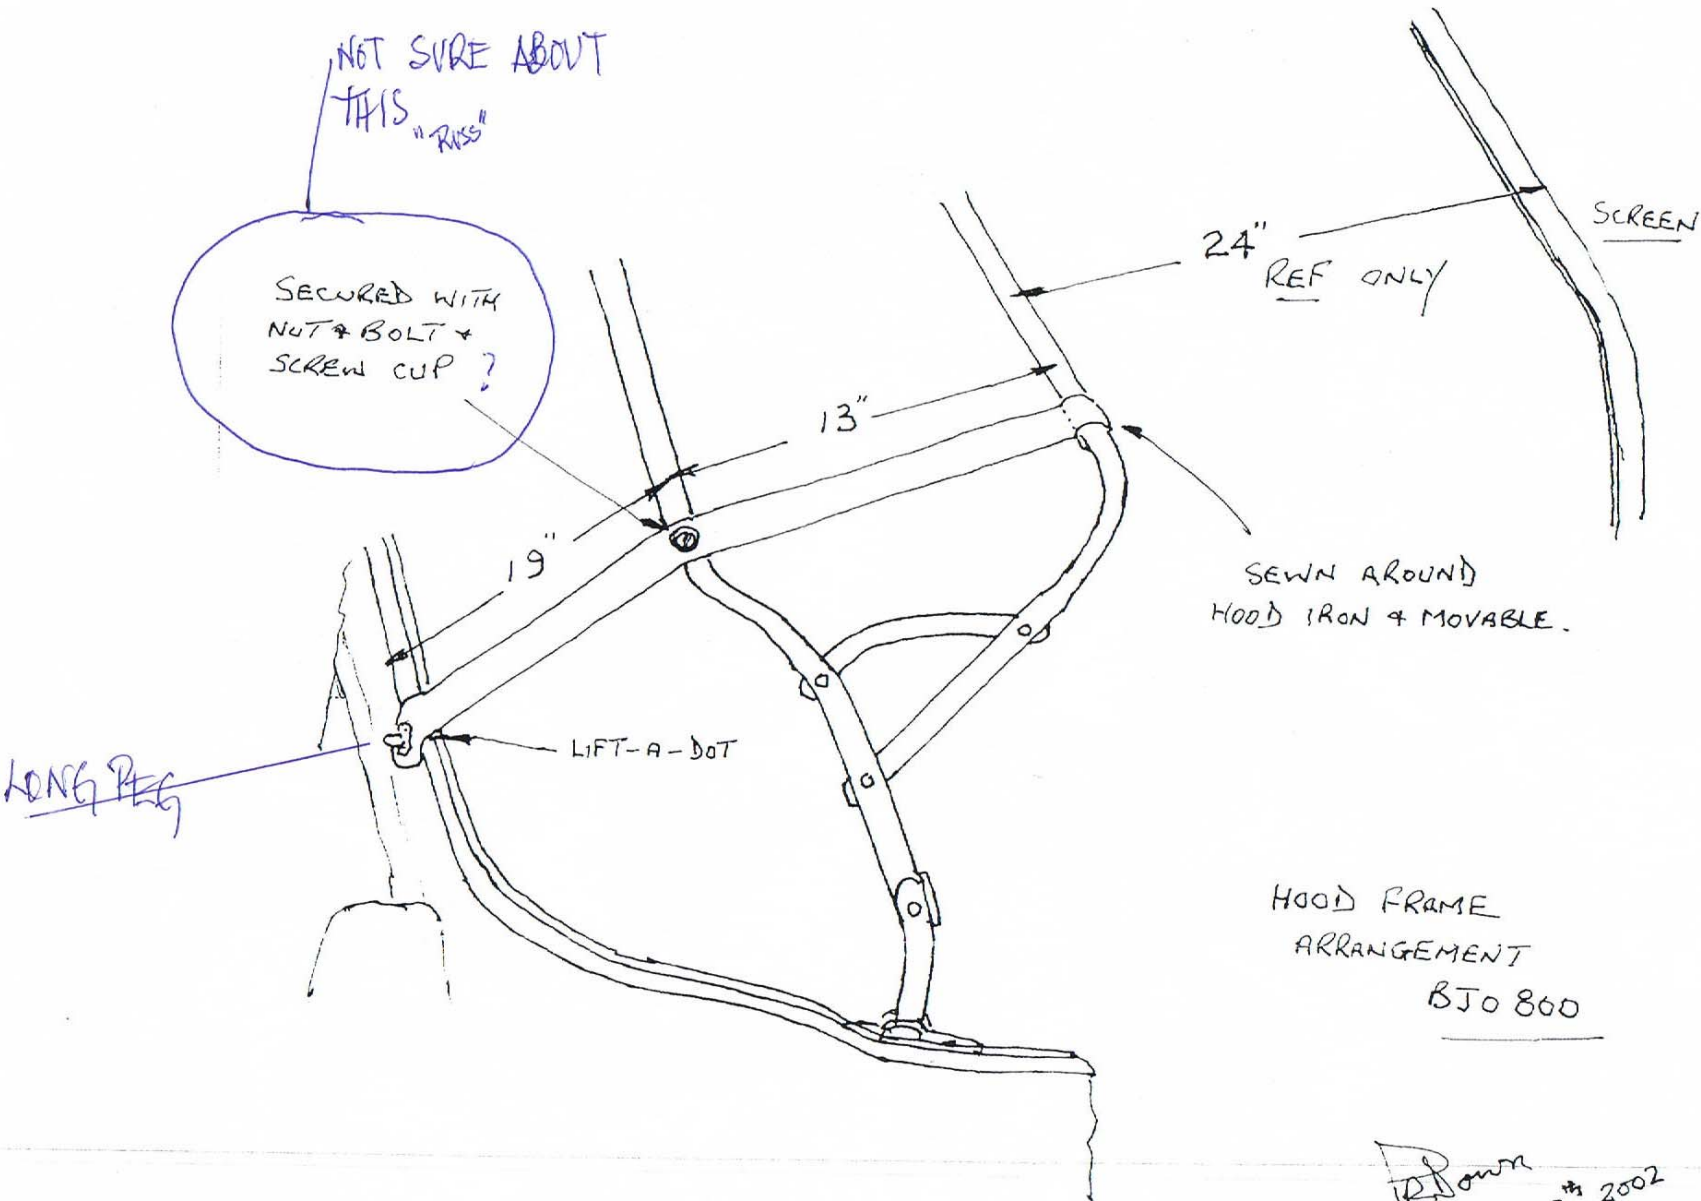 NOT SURE ABOUT
THIS "RUSS"
SECURED WITH
NUT & BOLT &
SCREW CUP ?
24"
REF ONLY
SCREEN
13"
19"
SEWN AROUND
HOOD IRON & MOVABLE.
LIFT-A-DOT
LONG PEG
HOOD FRAME
ARRANGEMENT
BJO 800
2002